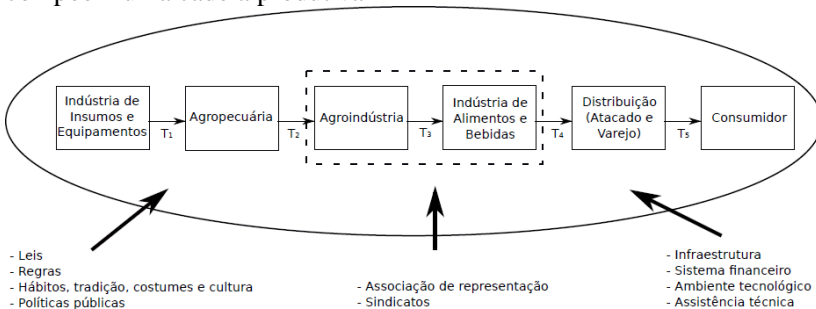 Indústria de
Insumos e
Equipamentos
T₁
Agropecuária
T₂
Agroindústria
T₃
Indústria de
Alimentos e
Bebidas
T₄
Distribuição
(Atacado e
Varejo)
T₅
Consumidor
- Leis
- Regras
- Hábitos, tradição, costumes e cultura
- Políticas públicas
- Associação de representação
- Sindicatos
- Infraestrutura
- Sistema financeiro
- Ambiente tecnológico
- Assistência técnica